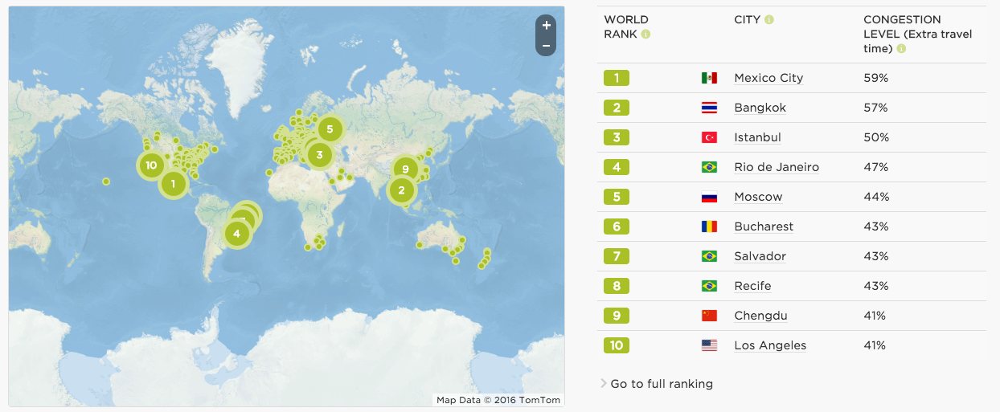 +
−
5
3
10
9
1
2
4
Map Data © 2016 TomTom
WORLD RANK
CITY
CONGESTION LEVEL (Extra travel time)
1 Mexico City 59%
2 Bangkok 57%
3 Istanbul 50%
4 Rio de Janeiro 47%
5 Moscow 44%
6 Bucharest 43%
7 Salvador 43%
8 Recife 43%
9 Chengdu 41%
10 Los Angeles 41%
Go to full ranking